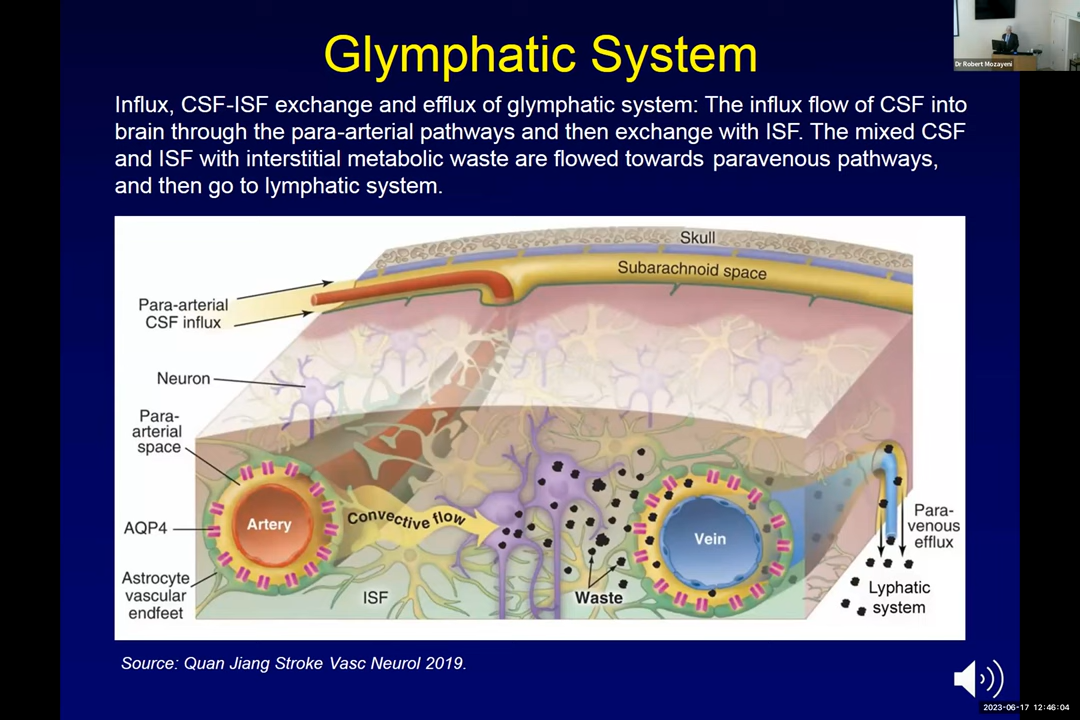 Glymphatic System
Dr Robert Mozayeni
Influx, CSF-ISF exchange and efflux of glymphatic system: The influx flow of CSF into
brain through the para-arterial pathways and then exchange with ISF. The mixed CSF
and ISF with interstitial metabolic waste are flowed towards paravenous pathways,
and then go to lymphatic system.
Skull
Subarachnoid space
Para-arterial
CSF influx
Neuron
Para-
arterial
space
AQP4
Artery
Convective flow
Vein
Para-
venous
efflux
Astrocyte
vascular
endfeet
ISF
Waste
Lyphatic
system
Source: Quan Jiang Stroke Vasc Neurol 2019.
2023-06-17 12:46:04